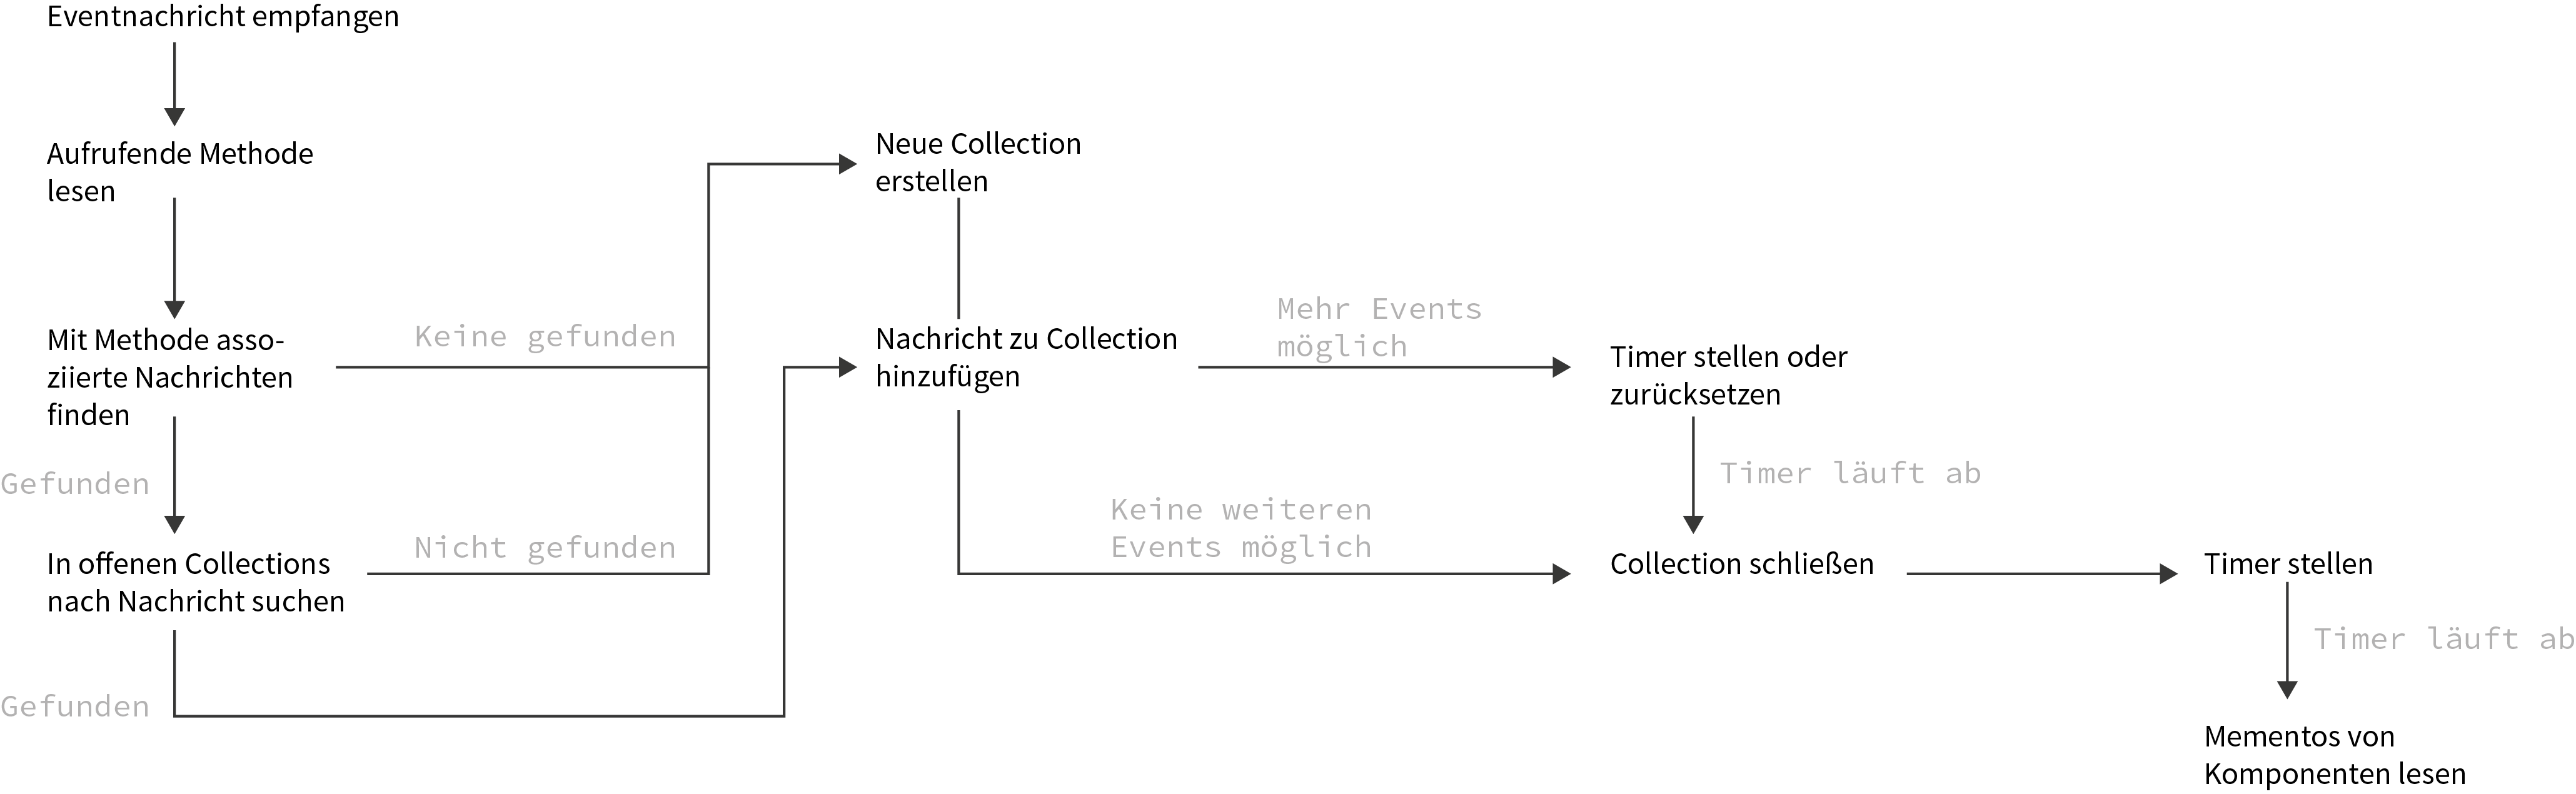 Eventnachricht empfangen
Aufrufende Methode
lesen
Mit Methode asso-
ziierte Nachrichten
finden
Keine gefunden
Gefunden
In offenen Collections
nach Nachricht suchen
Nicht gefunden
Gefunden
Neue Collection
erstellen
Nachricht zu Collection
hinzufügen
Mehr Events
möglich
Keine weiteren
Events möglich
Timer stellen oder
zurücksetzen
Timer läuft ab
Collection schließen
Timer stellen
Timer läuft ab
Mementos von
Komponenten lesen